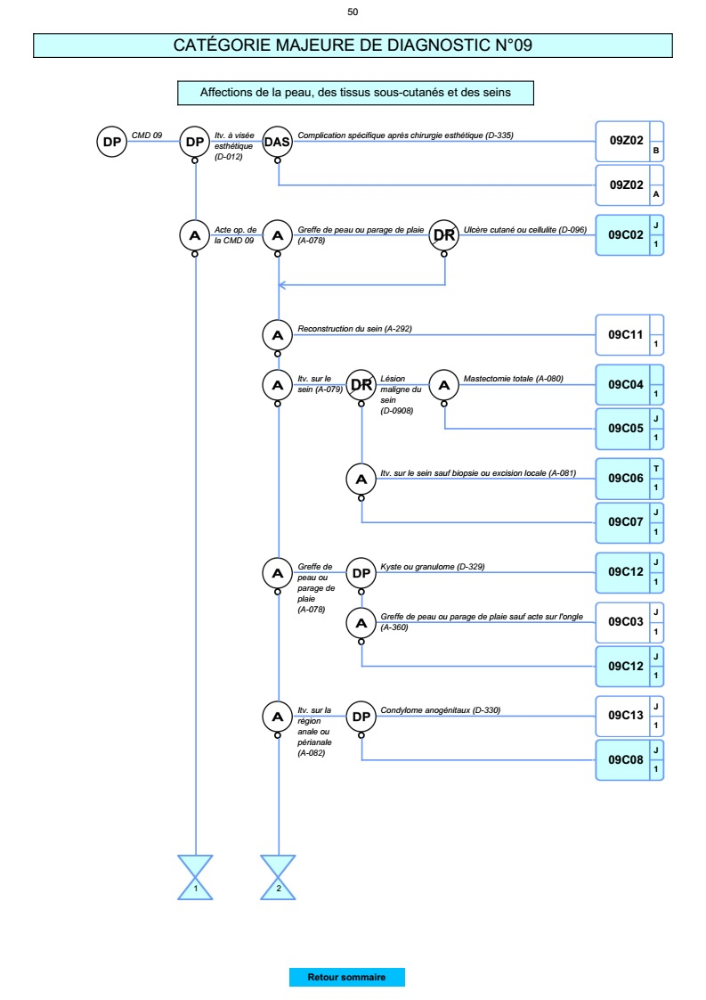 50
CATÉGORIE MAJEURE DE DIAGNOSTIC N°09
Affections de la peau, des tissus sous-cutanés et des seins
DP
CMD 09
DP
Itv. à visée
esthétique
(D-012)
DAS
Complication spécifique après chirurgie esthétique (D-335)
09Z02
B
09Z02
A
A
Acte op. de
la CMD 09
A
Greffe de peau ou parage de plaie
(A-078)
DR
Ulcère cutané ou cellulite (D-096)
09C02
J
1
A
Reconstruction du sein (A-292)
09C11
1
A
Itv. sur le
sein (A-079)
DR
Lésion
maligne du
sein
(D-0908)
A
Mastectomie totale (A-080)
09C04
1
09C05
J
1
A
Itv. sur le sein sauf biopsie ou excision locale (A-081)
09C06
T
1
09C07
J
1
A
Greffe de
peau ou
parage de
plaie
(A-078)
DP
Kyste ou granulome (D-329)
09C12
J
1
A
Greffe de peau ou parage de plaie sauf acte sur l'ongle
(A-360)
09C03
J
1
09C12
J
1
A
Itv. sur la
région
anale ou
périanale
(A-082)
DP
Condylome anogénitaux (D-330)
09C13
J
1
09C08
J
1
1
2
Retour sommaire